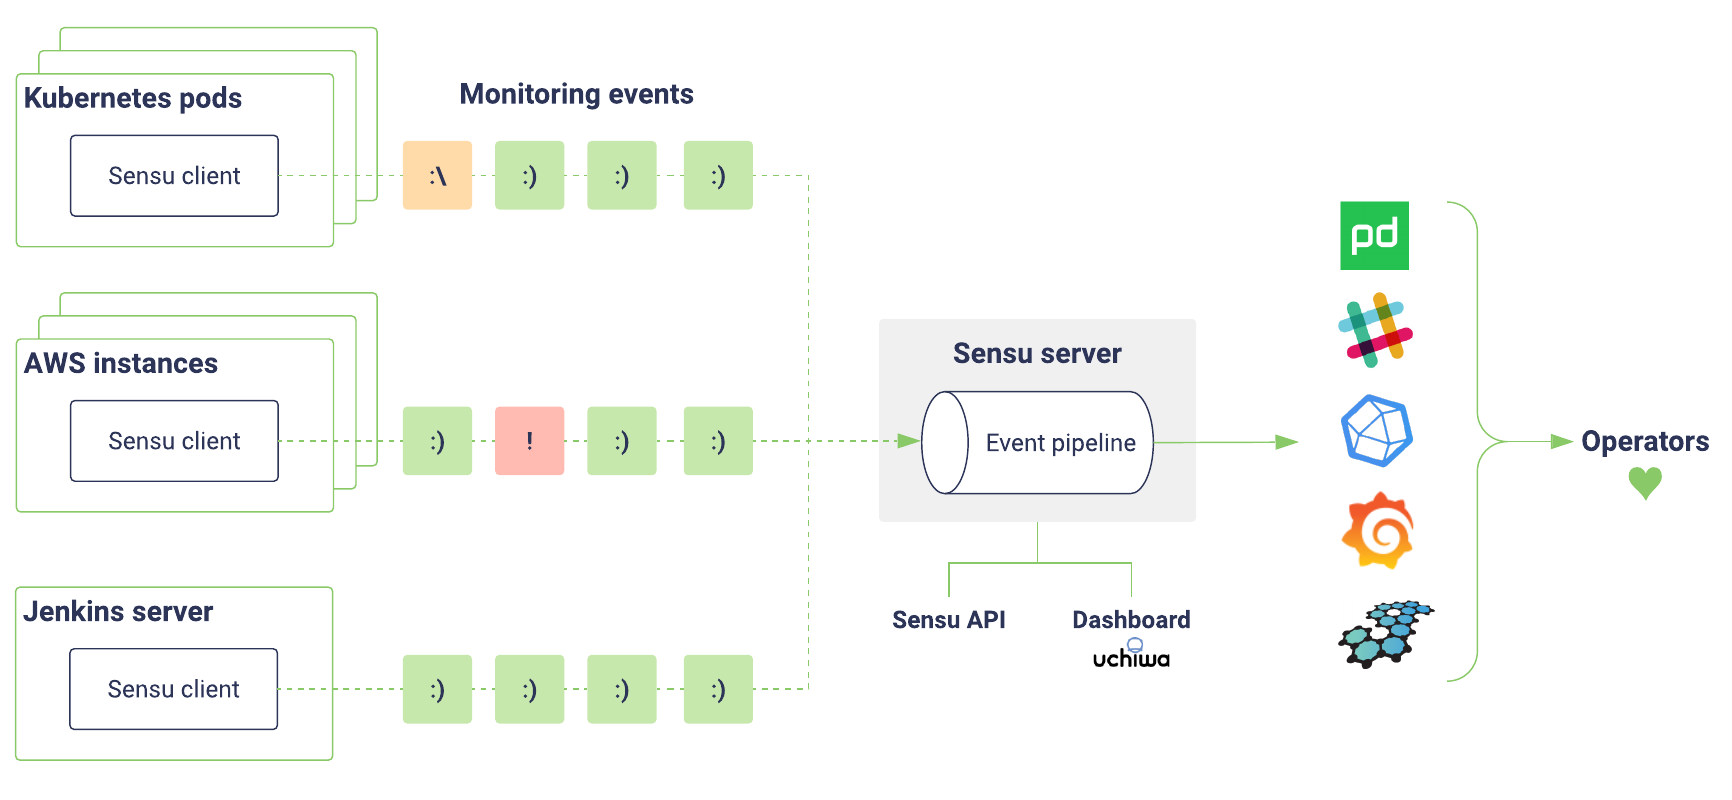 Kubernetes pods
Sensu client
Monitoring events
:\ :) :) :)
AWS instances
Sensu client
:) ! :) :)
Jenkins server
Sensu client
:) :) :) :)
Sensu server
Event pipeline
Sensu API
Dashboard
uchiwa
pd
Operators